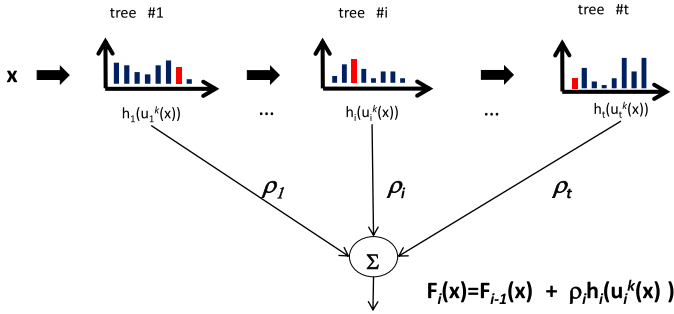 tree #1 tree #i tree #t
x
h₁(u₁ᵏ(x)) ... hᵢ(uᵢᵏ(x)) ... hₜ(uₜᵏ(x))
ρ₁ ρᵢ ρₜ
Σ
Fᵢ(x)=Fᵢ₋₁(x) + ρᵢhᵢ(uᵢᵏ(x) )